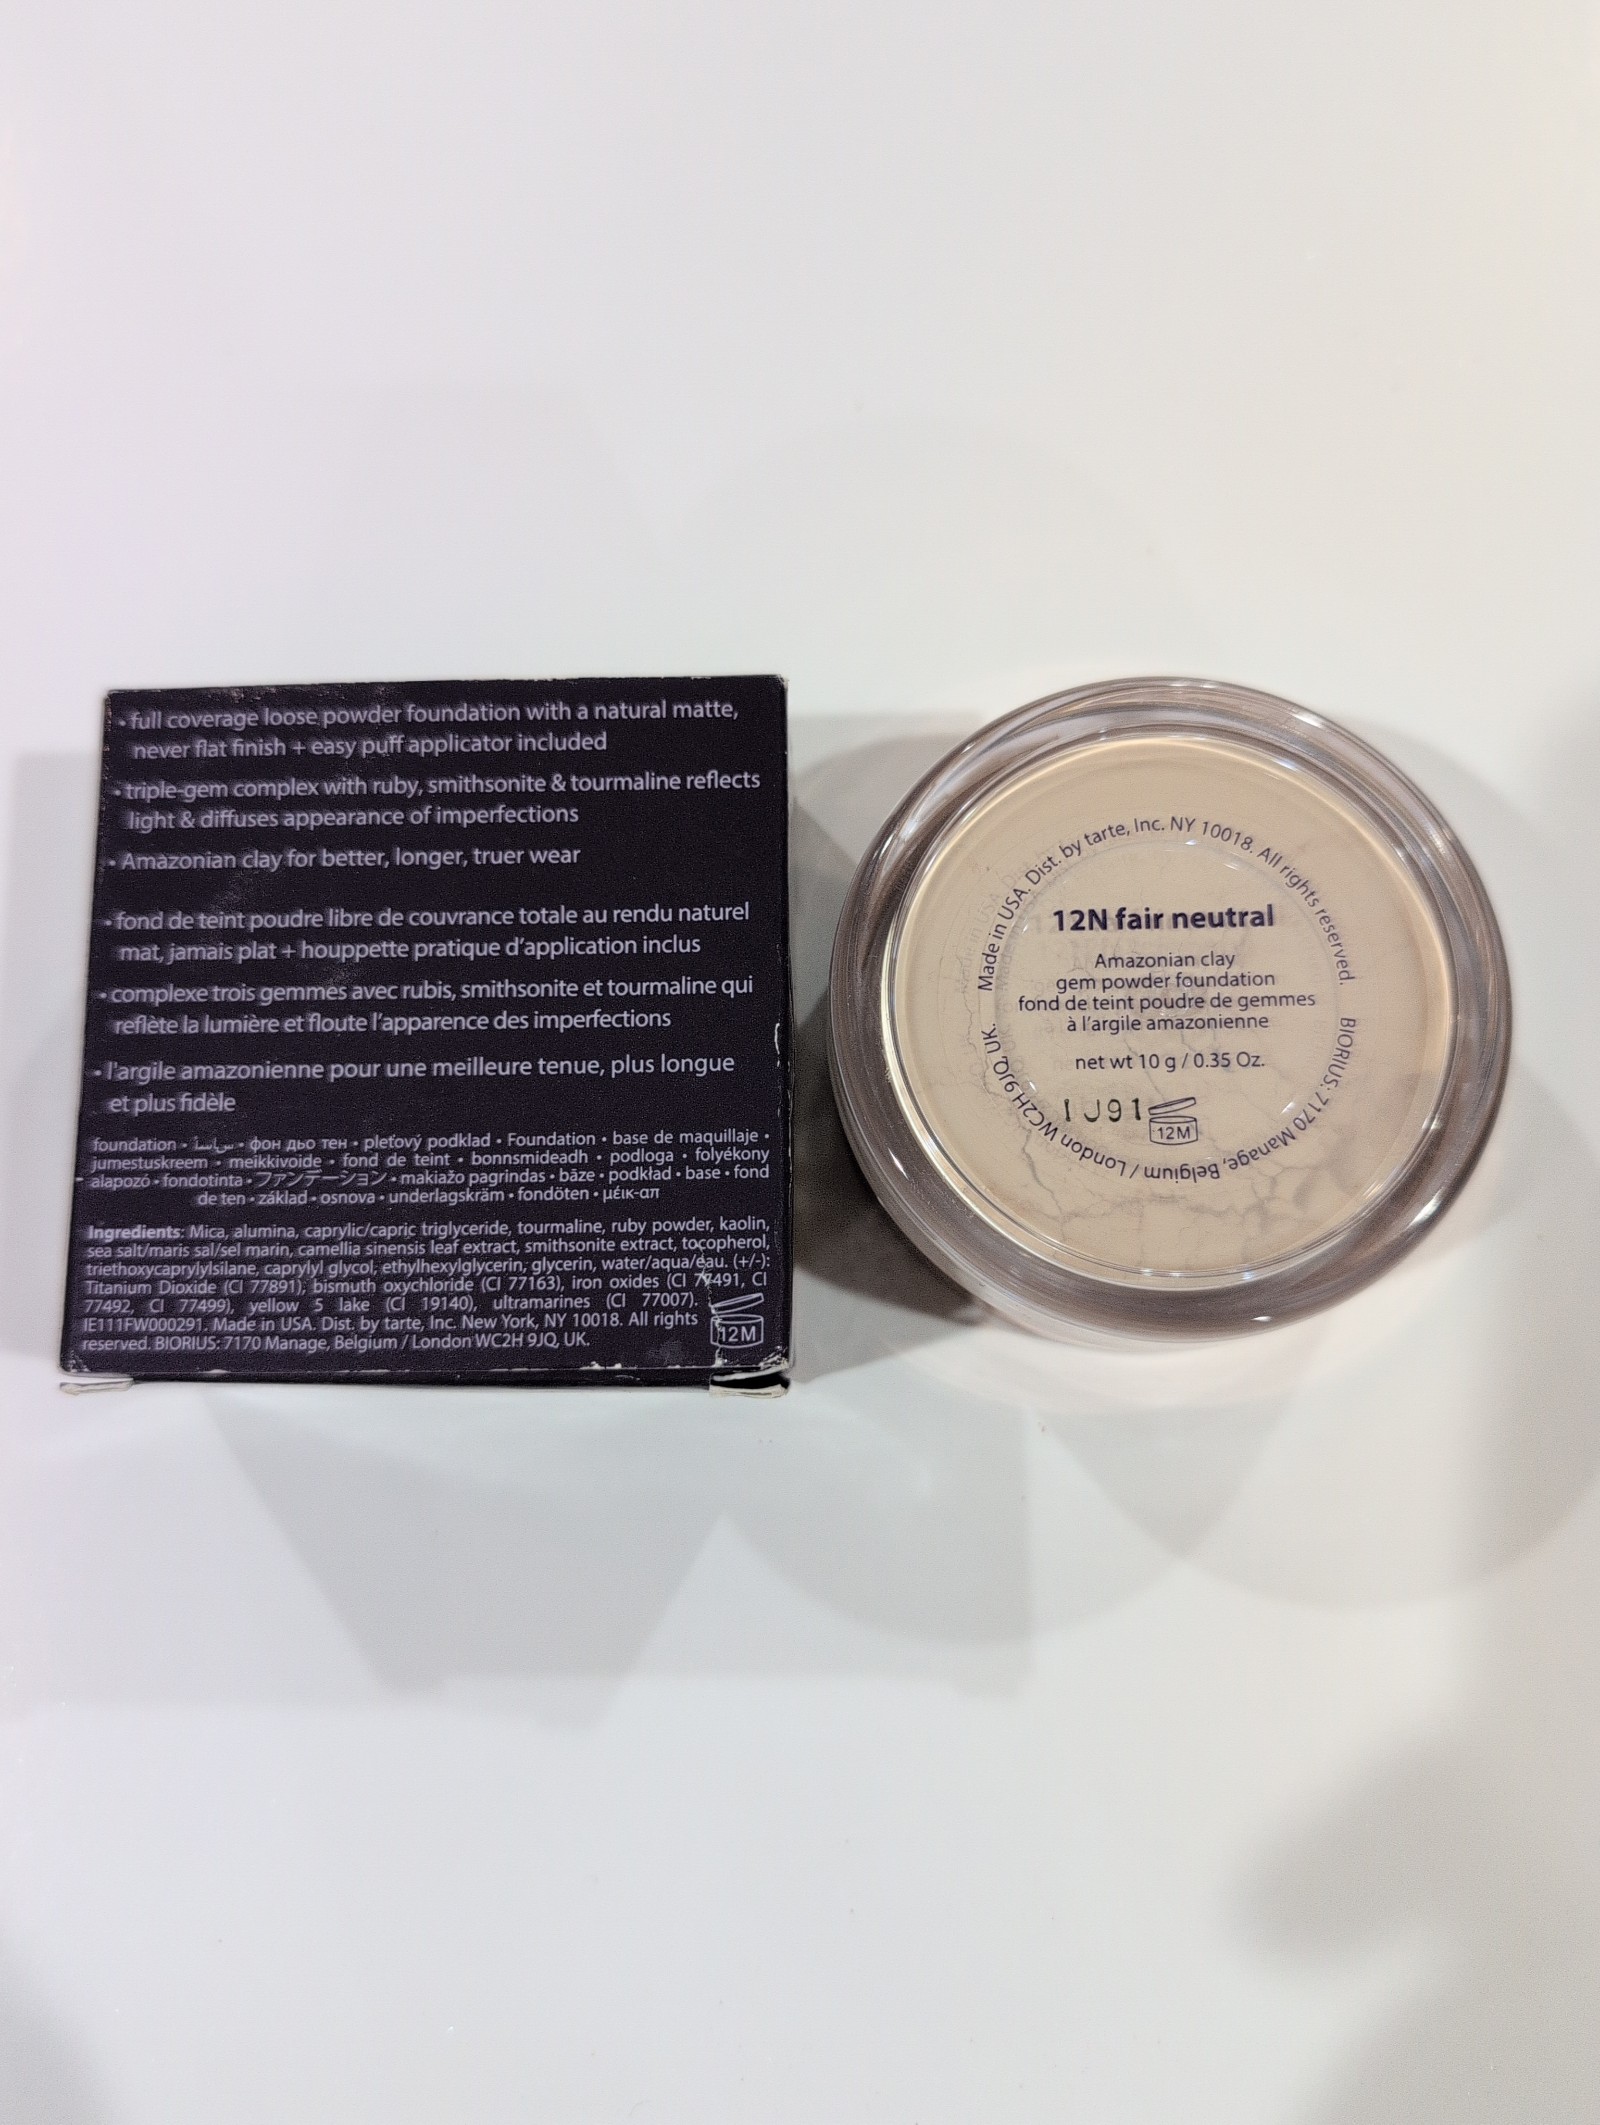 • full coverage loose powder foundation with a natural matte,
never flat finish + easy puff applicator included
• triple-gem complex with ruby, smithsonite & tourmaline reflects
light & diffuses appearance of imperfections
• Amazonian clay for better, longer, truer wear
• fond de teint poudre libre de couvrance totale au rendu naturel
mat, jamais plat + houppette pratique d'application inclus
• complexe trois gemmes avec rubis, smithsonite et tourmaline qui
reflète la lumière et floute l'apparence des imperfections
• l'argile amazonienne pour une meilleure tenue, plus longue
et plus fidèle
foundation • • фон дьо тен • pleťový podklad • Foundation • base de maquillaje •
jumestuskreem • meikkivoide • fond de teint • bonnsmideadh • podloga • folyékony
alapozó • fondotinta • ファンデーション • makiažo pagrindas • bāze • podkład • base • fond
de ten • základ • osnova • underlagskräm • fondöten • μέικ-απ
Ingredients: Mica, alumina, caprylic/capric triglyceride, tourmaline, ruby powder, kaolin,
sea salt/maris sal/sel marin, camellia sinensis leaf extract, smithsonite extract, tocopherol,
triethoxycaprylylsilane, caprylyl glycol, ethylhexylglycerin, glycerin, water/aqua/eau. (+/-):
Titanium Dioxide (CI 77891), bismuth oxychloride (CI 77163), iron oxides (CI 77491, CI
77492, CI 77499), yellow 5 lake (CI 19140), ultramarines (CI 77007).
IE111FW000291. Made in USA. Dist. by tarte, Inc. New York, NY 10018. All rights
reserved. BIORIUS: 7170 Manage, Belgium / London WC2H 9JQ, UK.
12M
Made in USA. Dist. by tarte, Inc. NY 10018. All rights reserved.
BIORIUS: 7170 Manage, Belgium / London WC2H 9JQ, UK.
12N fair neutral
Amazonian clay
gem powder foundation
fond de teint poudre de gemmes
à l'argile amazonienne
net wt 10 g / 0.35 Oz.
1J91
12M